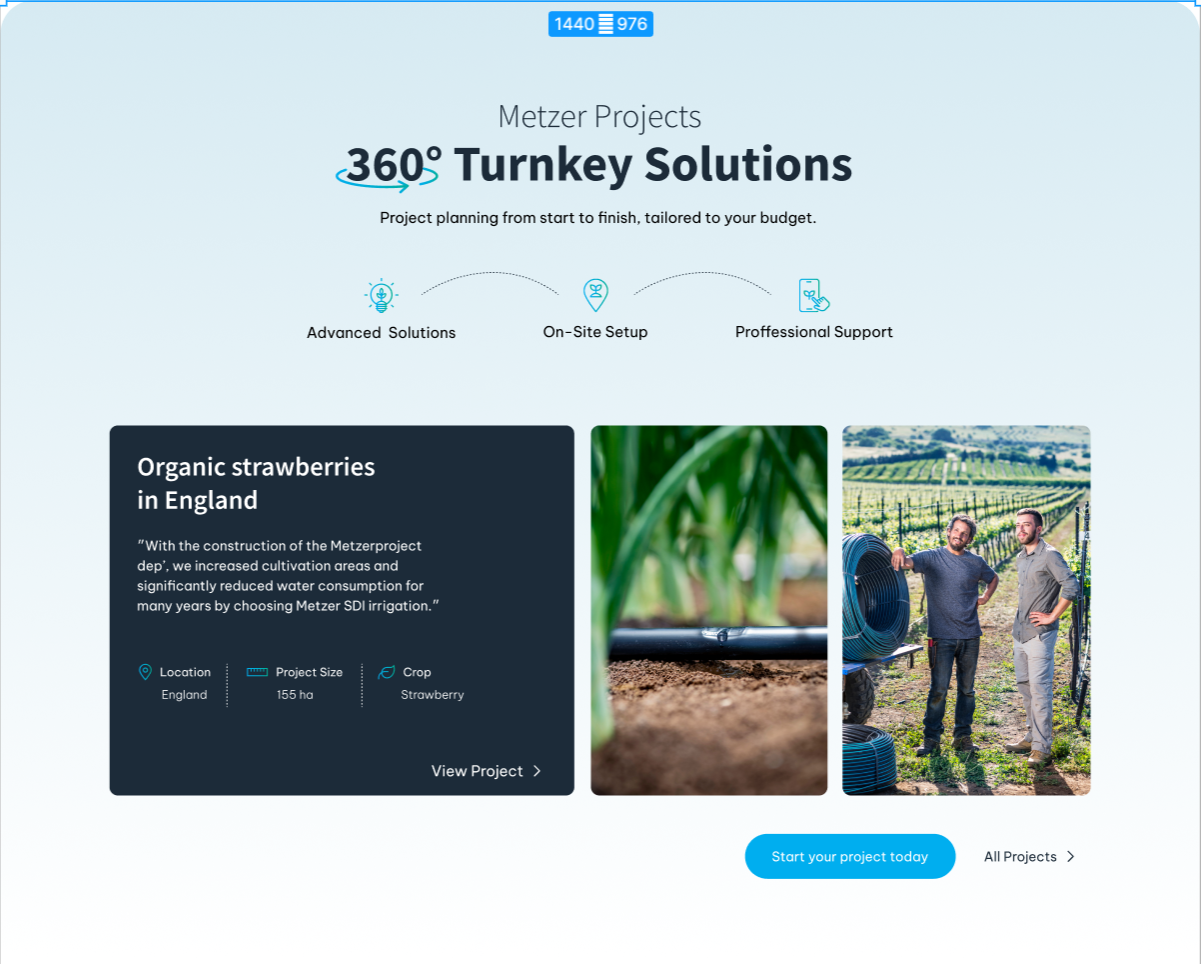 1440 976
Metzer Projects
360° Turnkey Solutions
Project planning from start to finish, tailored to your budget.
Advanced Solutions
On-Site Setup
Proffessional Support
Organic strawberries
in England
"With the construction of the Metzerproject
dep', we increased cultivation areas and
significantly reduced water consumption for
many years by choosing Metzer SDI irrigation."
Location
England
Project Size
155 ha
Crop
Strawberry
View Project
Start your project today
All Projects